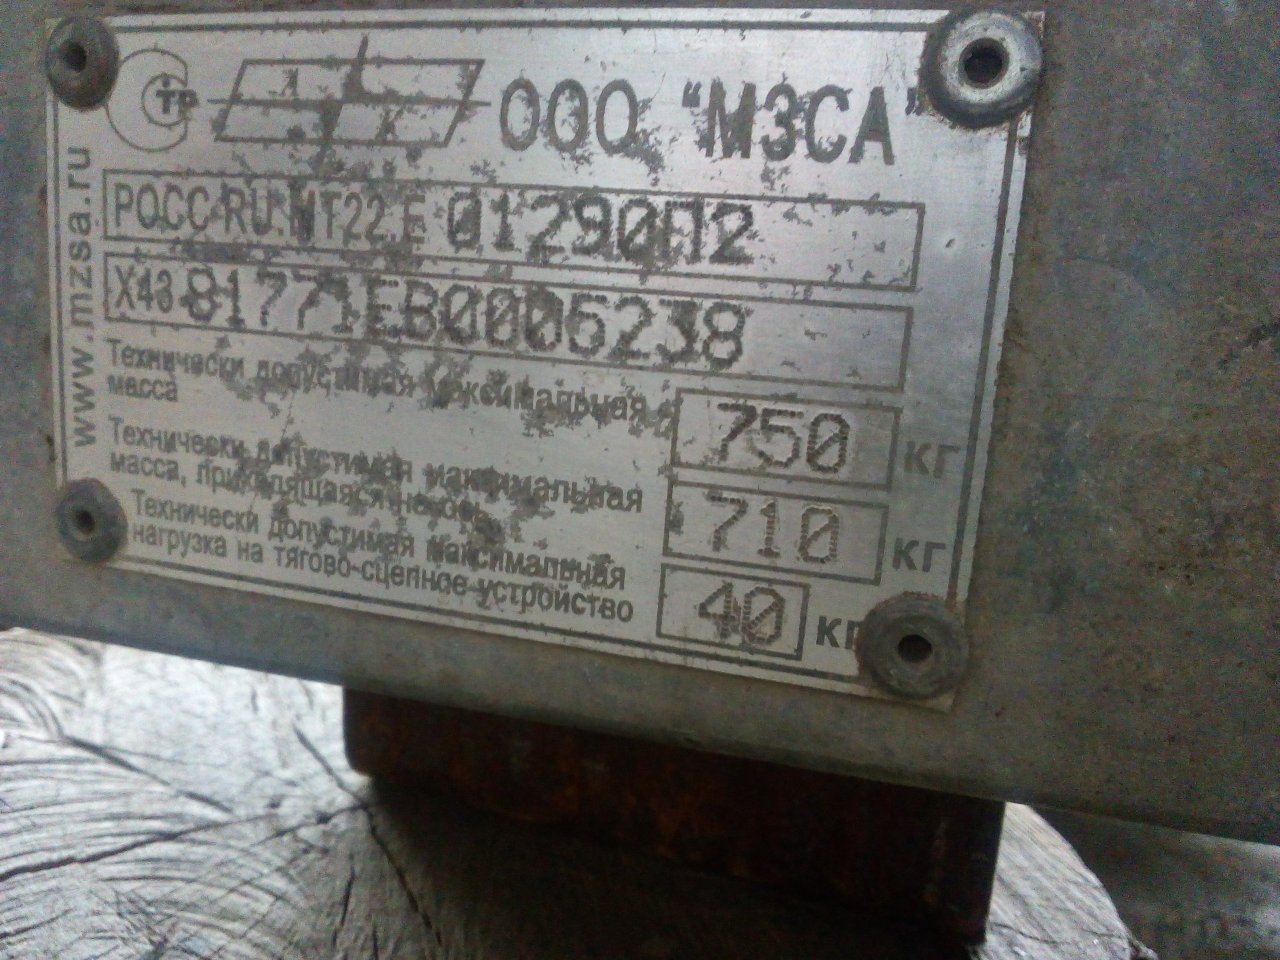 ТР ООО "МЗСА"
www.mzsa.ru
РОСС RU.МТ22.Е 01290П2
X43 81771EB0006238
Технически допустимая максимальная
масса
750 кг
Технически допустимая максимальная
масса, приходящаяся на ось
710 кг
Технически допустимая максимальная
нагрузка на тягово-сцепное устройство
40 кг